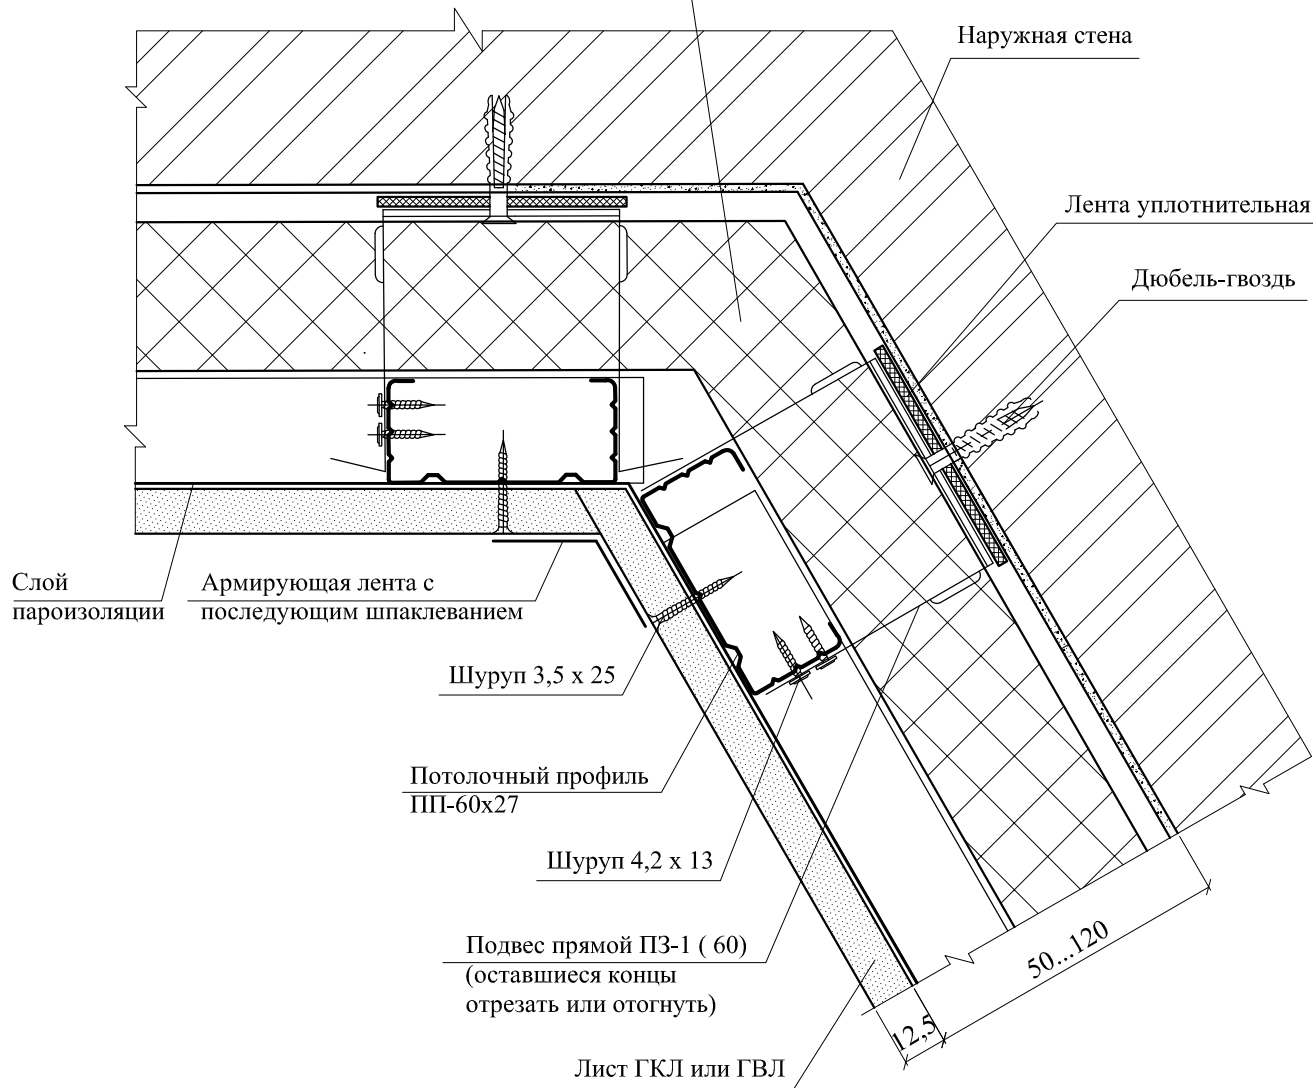 Наружная стена
Лента уплотнительная
Дюбель-гвоздь
Слой
пароизоляции
Армирующая лента с
последующим шпаклеванием
Шуруп 3,5 х 25
Потолочный профиль
ПП-60х27
Шуруп 4,2 х 13
Подвес прямой ПЗ-1 ( 60)
(оставшиеся концы
отрезать или отогнуть)
50...120
12,5
Лист ГКЛ или ГВЛ